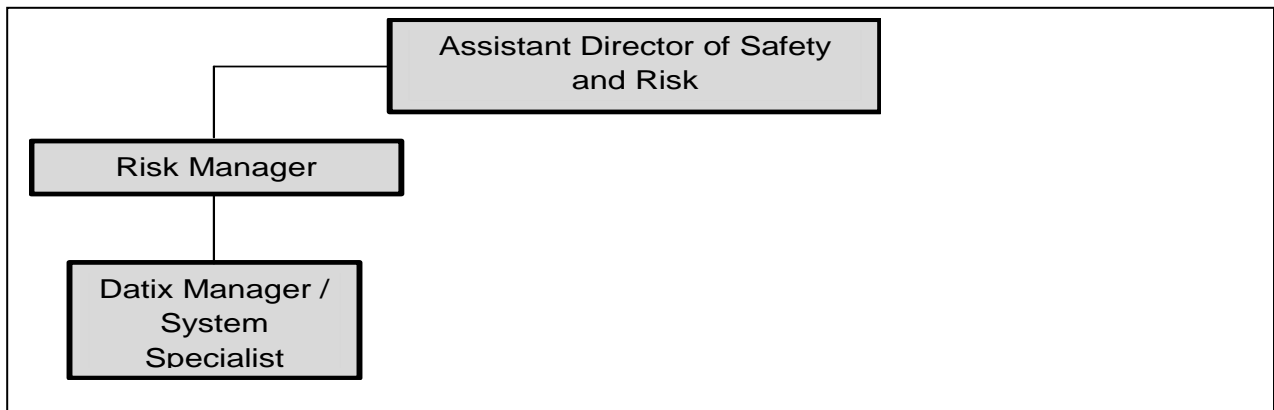 Assistant Director of Safety
and Risk
Risk Manager
Datix Manager /
System
Specialist